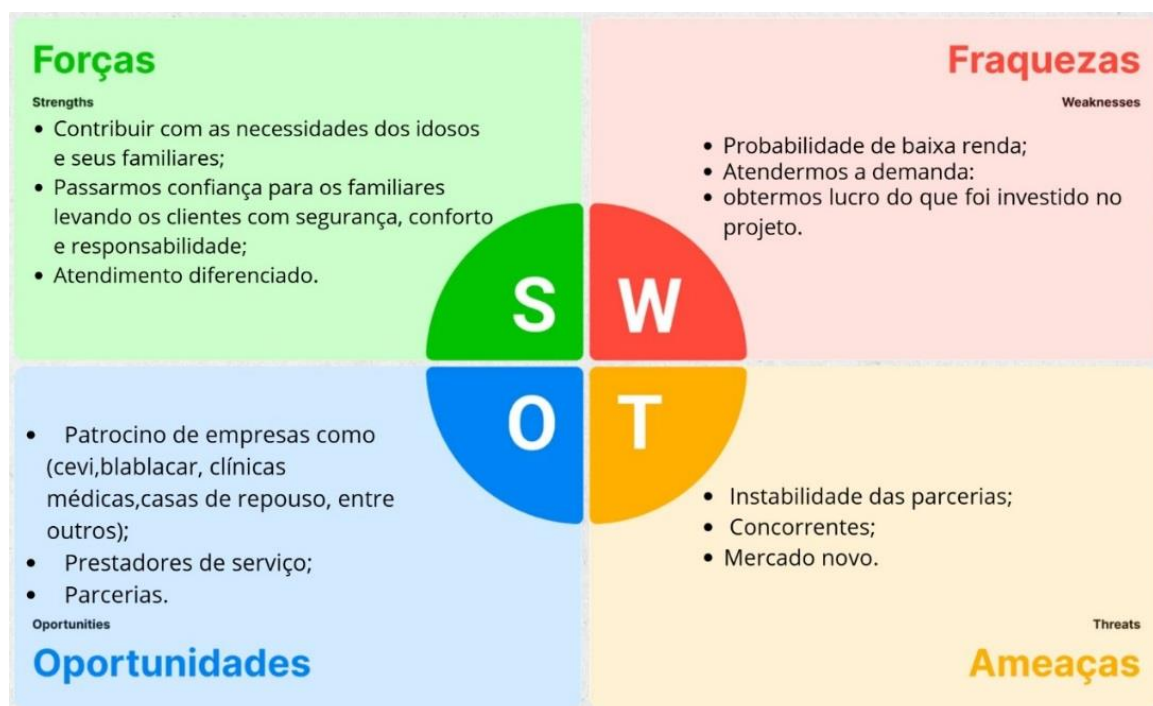 Forças
Strengths
• Contribuir com as necessidades dos idosos
e seus familiares;
• Passarmos confiança para os familiares
levando os clientes com segurança, conforto
e responsabilidade;
• Atendimento diferenciado.
Fraquezas
Weaknesses
• Probabilidade de baixa renda;
• Atendermos a demanda:
• obtermos lucro do que foi investido no
projeto.
S
W
O
T
• Patrocino de empresas como
(cevi,blablacar, clínicas
médicas,casas de repouso, entre
outros);
• Prestadores de serviço;
• Parcerias.
Oportunities
Oportunidades
• Instabilidade das parcerias;
• Concorrentes;
• Mercado novo.
Threats
Ameaças